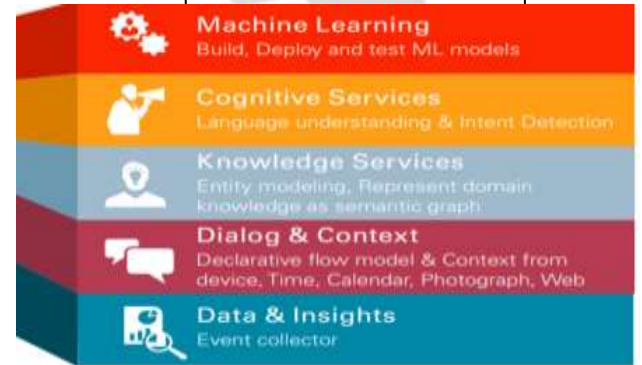 Machine Learning
Build, Deploy and test ML models
Cognitive Services
Language understanding & Intent Detection
Knowledge Services
Entity modeling, Represent domain
knowledge as semantic graph
Dialog & Context
Declarative flow model & Context from
device, Time, Calendar, Photograph, Web
Data & Insights
Event collector